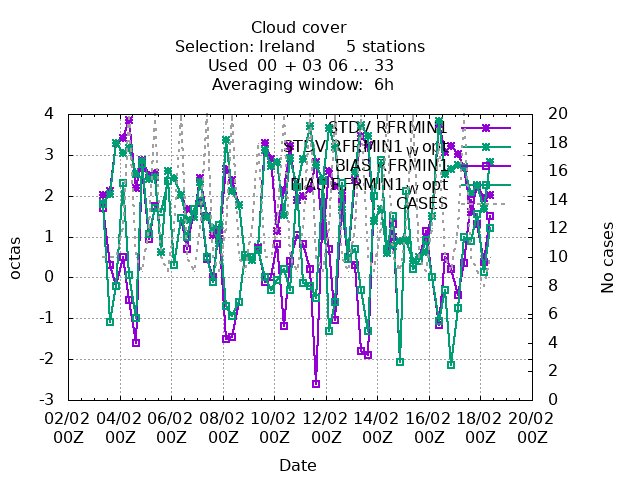 Cloud cover
Selection: Ireland 5 stations
Used 00 + 03 06 ... 33
Averaging window: 6h
4
3
2
1
0
-1
-2
-3
octas
20
18
16
14
12
10
8
6
4
2
0
No cases
STDV RFRMIN1
STDV RFRMIN1_W opt
BIAS RFRMIN1
BIAS RFRMIN1_W opt
CASES
02/02 04/02 06/02 08/02 10/02 12/02 14/02 16/02 18/02 20/02
00Z 00Z 00Z 00Z 00Z 00Z 00Z 00Z 00Z 00Z
Date